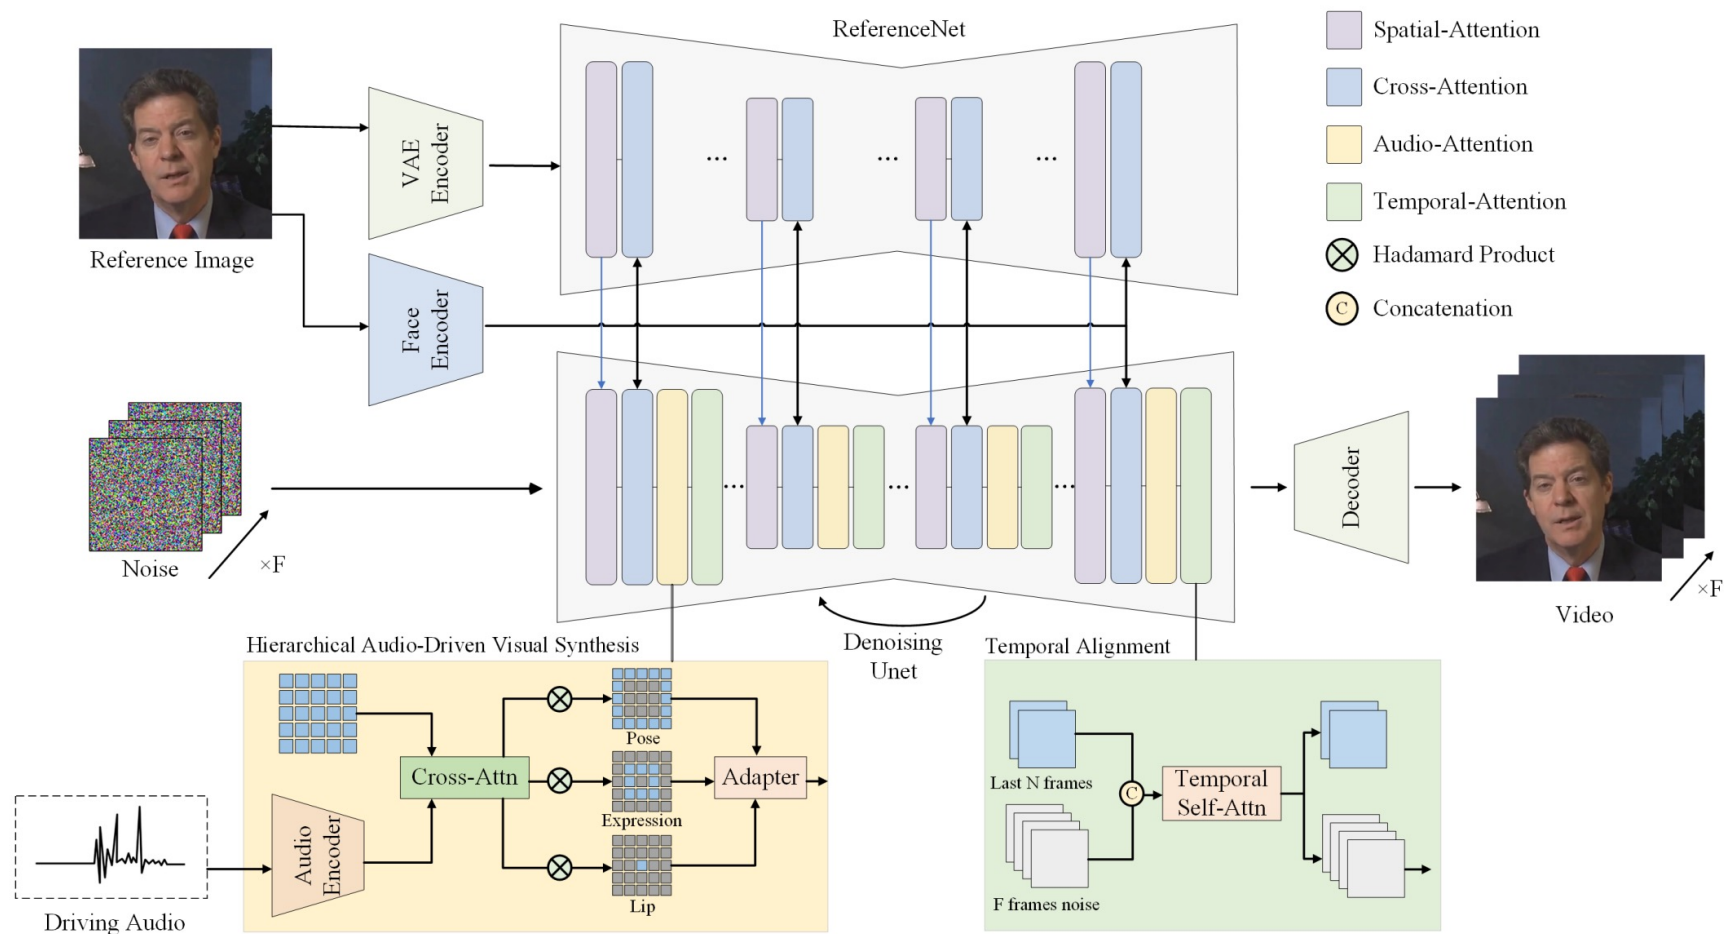 ReferenceNet
Spatial-Attention
Cross-Attention
Audio-Attention
Temporal-Attention
Hadamard Product
C
Concatenation
VAE
Encoder
Reference Image
Face
Encoder
Noise
×F
Decoder
Video
×F
...
...
...
...
...
...
Denoising
Unet
Hierarchical Audio-Driven Visual Synthesis
Pose
Cross-Attn
Adapter
Expression
Audio
Encoder
Lip
Driving Audio
Temporal Alignment
Last N frames
C
Temporal
Self-Attn
F frames noise